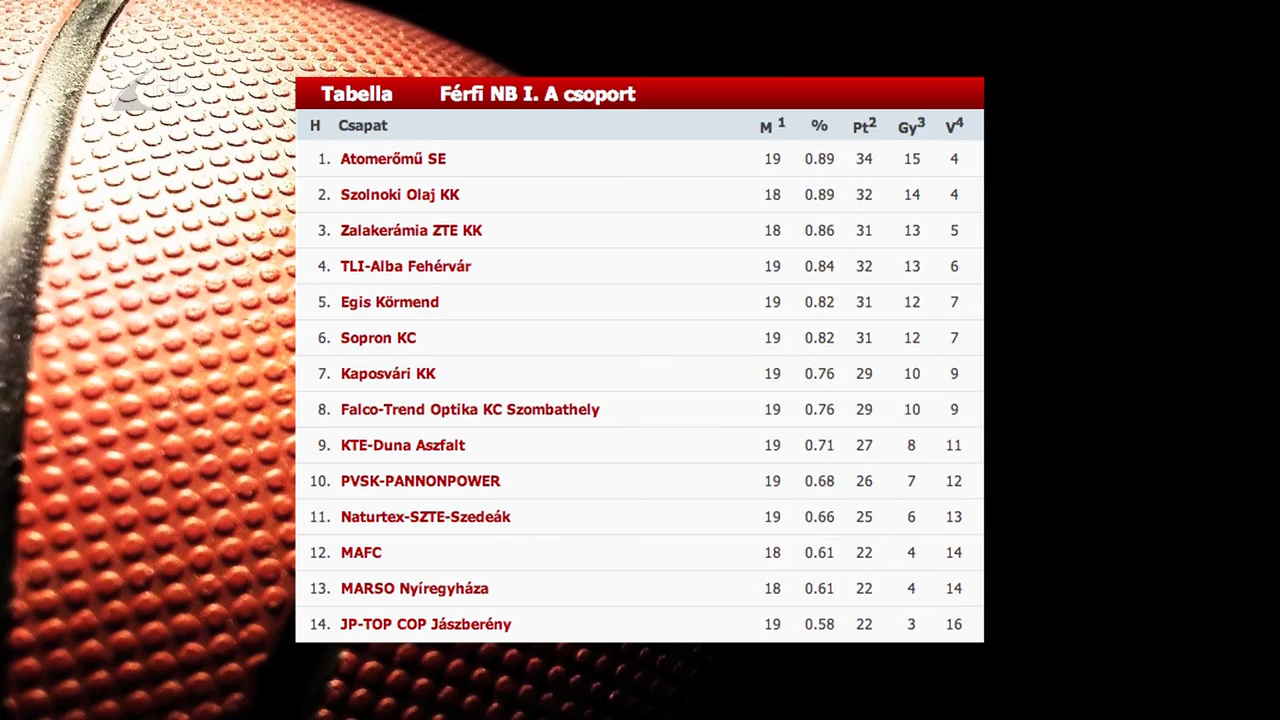 Tabella Férfi NB I. A csoport
H Csapat M 1 % Pt2 Gy3 V4
1. Atomerőmű SE 19 0.89 34 15 4
2. Szolnoki Olaj KK 18 0.89 32 14 4
3. Zalakerámia ZTE KK 18 0.86 31 13 5
4. TLI-Alba Fehérvár 19 0.84 32 13 6
5. Egis Körmend 19 0.82 31 12 7
6. Sopron KC 19 0.82 31 12 7
7. Kaposvári KK 19 0.76 29 10 9
8. Falco-Trend Optika KC Szombathely 19 0.76 29 10 9
9. KTE-Duna Aszfalt 19 0.71 27 8 11
10. PVSK-PANNONPOWER 19 0.68 26 7 12
11. Naturtex-SZTE-Szedeák 19 0.66 25 6 13
12. MAFC 18 0.61 22 4 14
13. MARSO Nyíregyháza 18 0.61 22 4 14
14. JP-TOP COP Jászberény 19 0.58 22 3 16